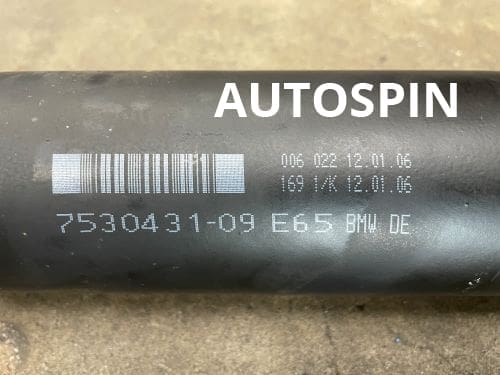 AUTOSPIN
006 022 12.01.06
169 1/K 12.01.06
7530431-09 E65 BMW DE